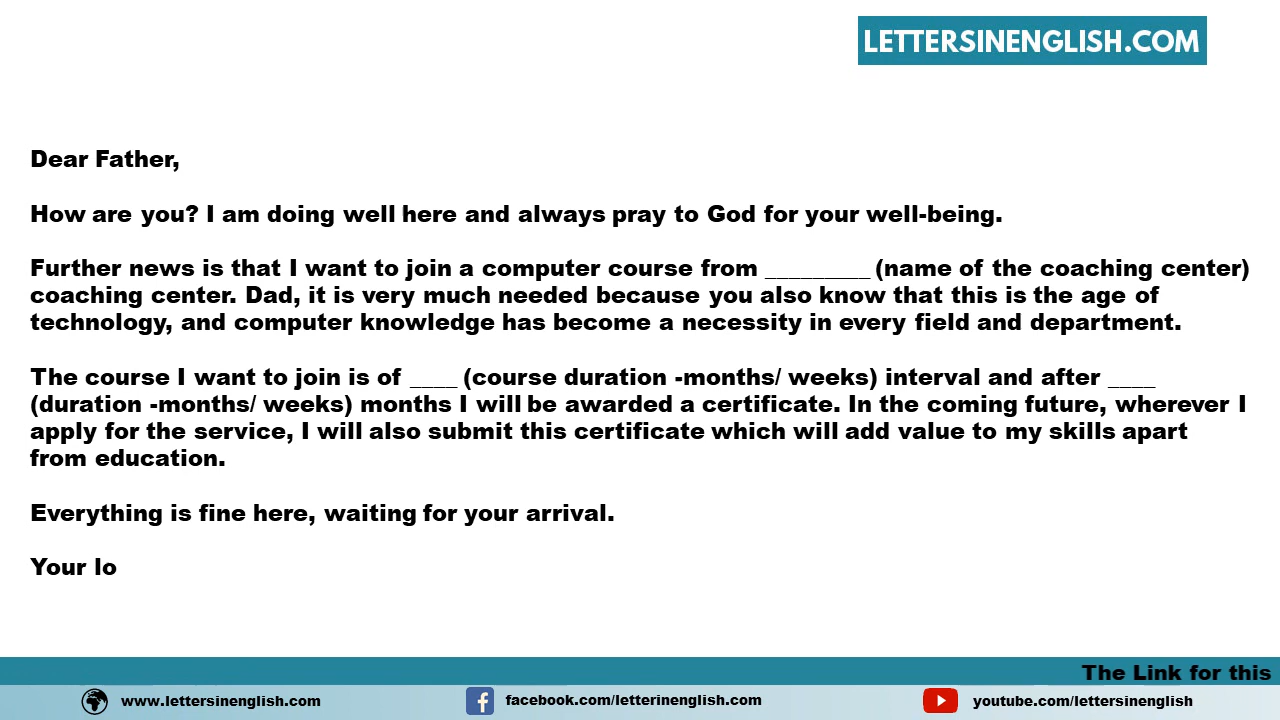 LETTERSINENGLISH.COM
Dear Father,
How are you? I am doing well here and always pray to God for your well-being.
Further news is that I want to join a computer course from _________ (name of the coaching center)
coaching center. Dad, it is very much needed because you also know that this is the age of
technology, and computer knowledge has become a necessity in every field and department.
The course I want to join is of ____ (course duration -months/ weeks) interval and after ____
(duration -months/ weeks) months I will be awarded a certificate. In the coming future, wherever I
apply for the service, I will also submit this certificate which will add value to my skills apart
from education.
Everything is fine here, waiting for your arrival.
Your lo
The Link for this
www.lettersinenglish.com
facebook.com/letterinenglish.com
youtube.com/lettersinenglish